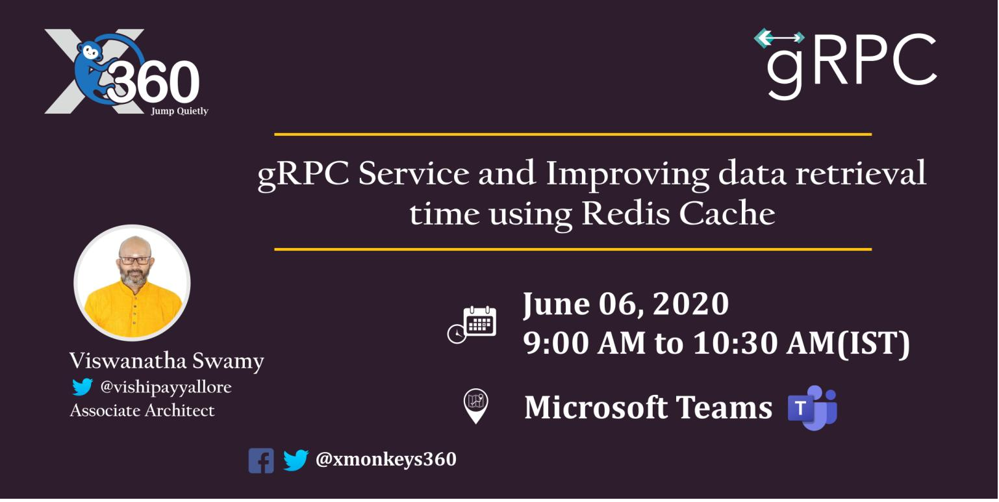 X
360
Jump Quietly
gRPC
gRPC Service and Improving data retrieval
time using Redis Cache
Viswanatha Swamy
@vishipayyallore
Associate Architect
June 06, 2020
9:00 AM to 10:30 AM(IST)
Microsoft Teams
T
@xmonkeys360